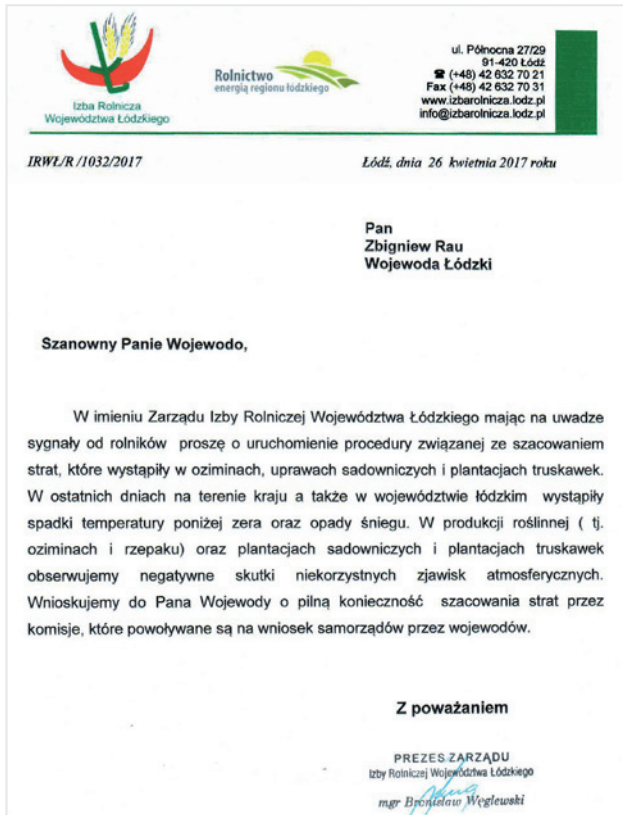 Izba Rolnicza
Województwa Łódzkiego
Rolnictwo
energią regionu łódzkiego
ul. Północna 27/29
91-420 Łódź
☎ (+48) 42 632 70 21
Fax (+48) 42 632 70 31
www.izbarolnicza.lodz.pl
info@izbarolnicza.lodz.pl
IRWŁ/R /1032/2017
Łódź, dnia 26 kwietnia 2017 roku
Pan
Zbigniew Rau
Wojewoda Łódzki
Szanowny Panie Wojewodo,
W imieniu Zarządu Izby Rolniczej Województwa Łódzkiego mając na uwadze
sygnały od rolników proszę o uruchomienie procedury związanej ze szacowaniem
strat, które wystąpiły w oziminach, uprawach sadowniczych i plantacjach truskawek.
W ostatnich dniach na terenie kraju a także w województwie łódzkim wystąpiły
spadki temperatury poniżej zera oraz opady śniegu. W produkcji roślinnej ( tj.
oziminach i rzepaku) oraz plantacjach sadowniczych i plantacjach truskawek
obserwujemy negatywne skutki niekorzystnych zjawisk atmosferycznych.
Wnioskujemy do Pana Wojewody o pilną konieczność szacowania strat przez
komisje, które powoływane są na wniosek samorządów przez wojewodów.
Z poważaniem
PREZES ZARZĄDU
Izby Rolniczej Województwa Łódzkiego
mgr Bronisław Węglewski